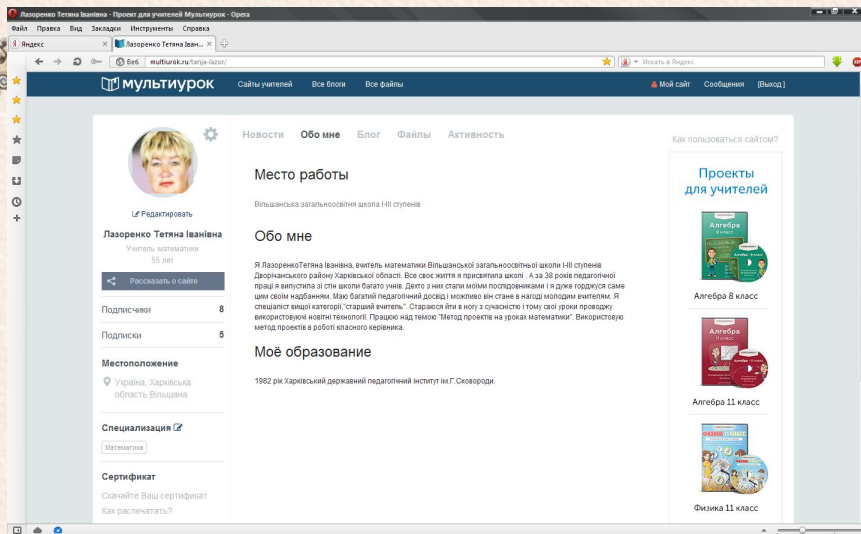 Лазоренко Тетяна Іванівна - Проект для учителей Мультиурок - Opera
Файл Правка Вид Закладки Инструменты Справка
Яндекс
Лазоренко Тетяна Іван...
Веб multiurok.ru/tanja-lazor/
Искать в Яндекс
мультиурок
Сайты учителей Все блоги Все файлы
Мой сайт Сообщения [Выход]
Новости Обо мне Блог Файлы Активность
Как пользоваться сайтом?
Редактировать
Лазоренко Тетяна Іванівна
Учитель математики
55 лет
Рассказать о сайте
Подписчики 8
Подписки 6
Местоположение
Україна, Харківська
область Вільшана
Специализация
Математика
Сертификат
Скачайте Ваш сертификат
Как распечатать?
Место работы
Вільшанська загальноосвітня школа І-ІІІ ступенів
Обо мне
Я ЛазоренкоТетяна Іванівна, вчитель математики Вільшанської загальноосвітньої школи І-ІІІ ступенів
Дворічанського району Харківської області. Все своє життя я присвятила школі . А за 38 років педагогічної
праці я випустила зі стін школи багато учнів. Дехто з них стали моїми послідовниками і я дуже горджуся саме
цим своїм надбанням. Маю багатий педагогічний досвід і можливо він стане в нагоді молодим вчителям. Я
спеціаліст вищої категорії,"старший вчитель". Стараюся йти в ногу з сучасністю і тому свої уроки проводжу
використовуючі новітні технології. Працюю над темою "Метод проектів на уроках математики". Використовую
метод проектів в роботі класного керівника.
Моё образование
1982 рік Харківський державний педагогічний інститут ім.Г.Сковороди.
Проекты
для учителей
Алгебра
Алгебра 8 класс
Алгебра
Алгебра 11 класс
ФИЗИКА 11 КЛАСС
Физика 11 класс